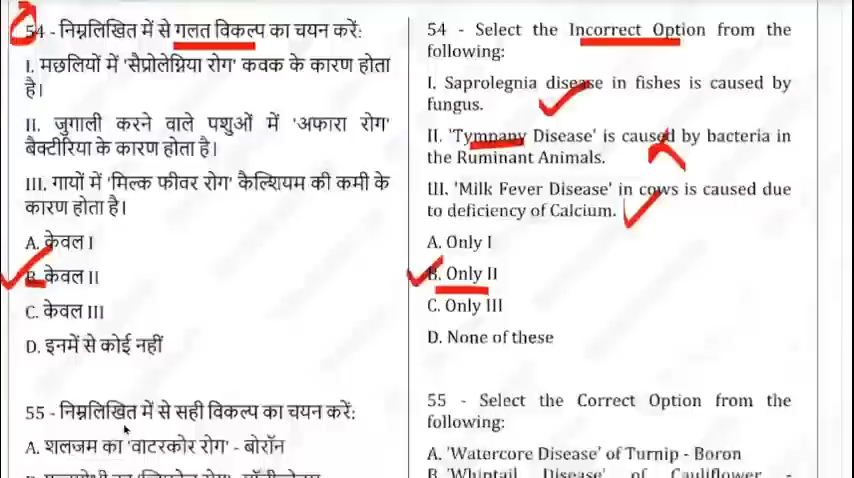 54 - निम्नलिखित में से गलत विकल्प का चयन करें:
I. मछलियों में 'सैप्रोलेग्निया रोग' कवक के कारण होता
है।
II. जुगाली करने वाले पशुओं में 'अफारा रोग'
बैक्टीरिया के कारण होता है।
III. गायों में 'मिल्क फीवर रोग' कैल्शियम की कमी के
कारण होता है।
A. केवल I
B. केवल II
C. केवल III
D. इनमें से कोई नहीं
55 - निम्नलिखित में से सही विकल्प का चयन करें:
A. शलजम का 'वाटरकोर रोग' - बोरॉन
54 - Select the Incorrect Option from the
following:
I. Saprolegnia disease in fishes is caused by
fungus.
II. 'Tympany Disease' is caused by bacteria in
the Ruminant Animals.
III. 'Milk Fever Disease' in cows is caused due
to deficiency of Calcium.
A. Only I
B. Only II
C. Only III
D. None of these
55 - Select the Correct Option from the
following:
A. 'Watercore Disease' of Turnip - Boron
B. 'Whiptail Disease' of Cauliflower -